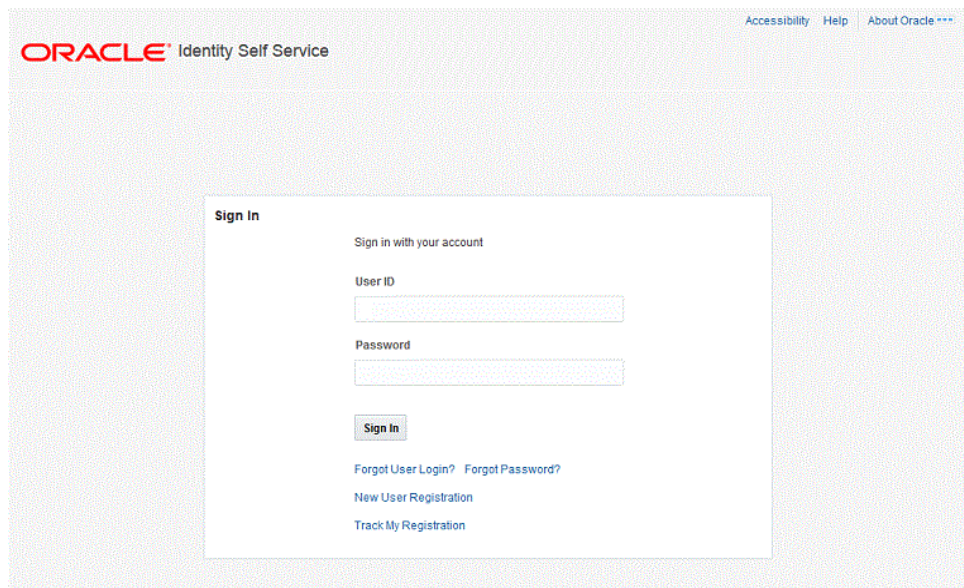 Accessibility Help About Oracle
ORACLE® Identity Self Service
Sign In
Sign in with your account
User ID
Password
Sign In
Forgot User Login? Forgot Password?
New User Registration
Track My Registration